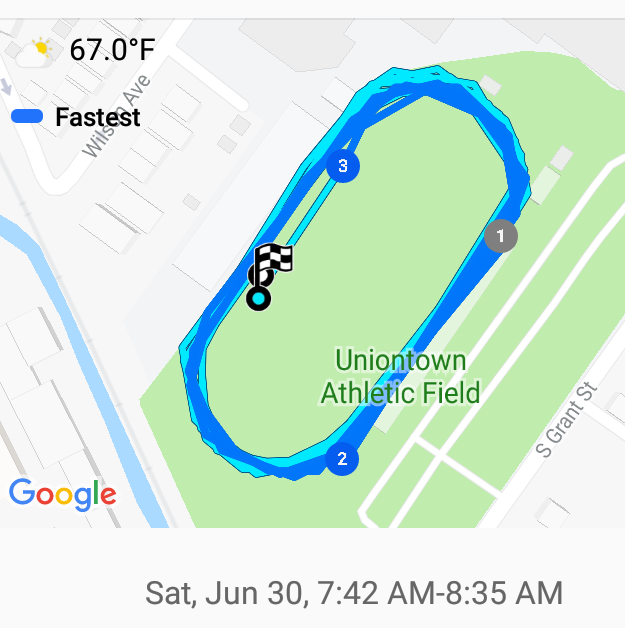 67.0°F
Fastest
Wilson Ave
3
1
Uniontown
Athletic Field
2
S Grant St
Google
Sat, Jun 30, 7:42 AM-8:35 AM